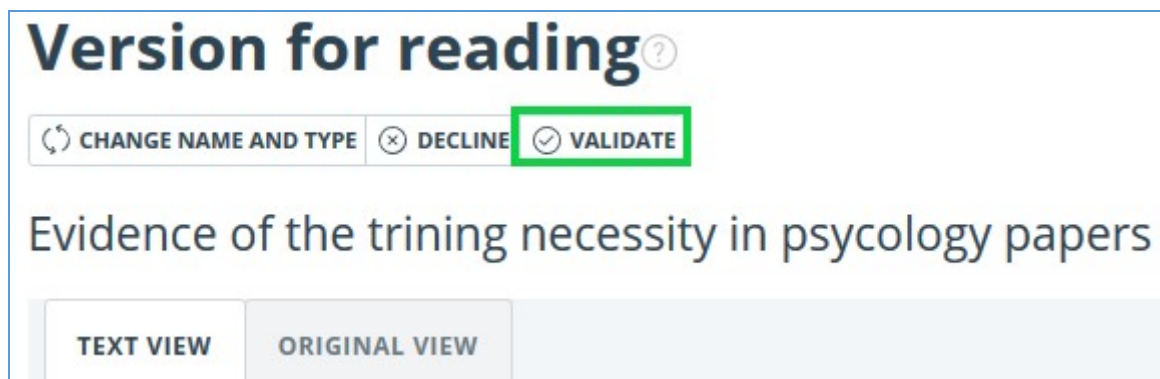 Version for reading ?
CHANGE NAME AND TYPE DECLINE VALIDATE
Evidence of the trining necessity in psycology papers
TEXT VIEW ORIGINAL VIEW